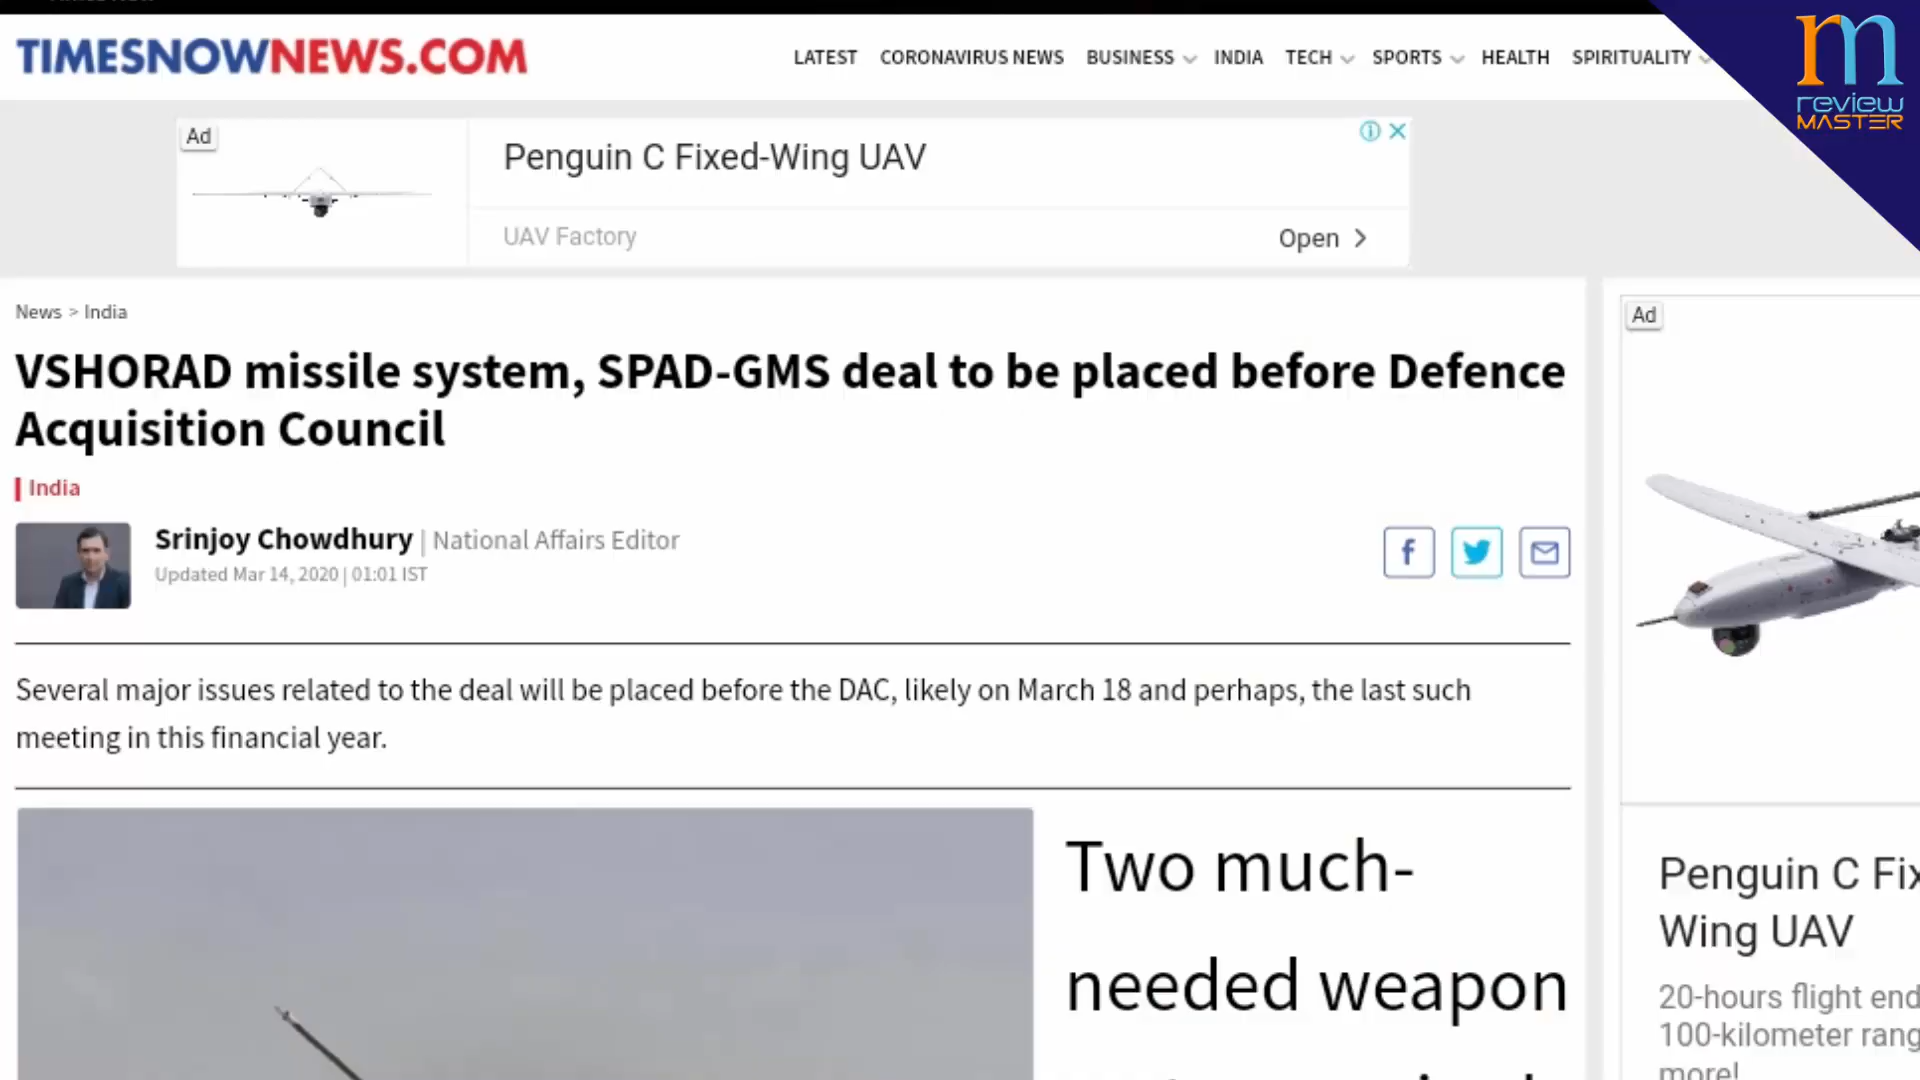 TIMESNOWNEWS.COM
LATEST CORONAVIRUS NEWS BUSINESS INDIA TECH SPORTS HEALTH SPIRITUALITY
m
review
MASTER
Ad
Penguin C Fixed-Wing UAV
UAV Factory
Open
News > India
VSHORAD missile system, SPAD-GMS deal to be placed before Defence
Acquisition Council
India
Srinjoy Chowdhury | National Affairs Editor
Updated Mar 14, 2020 | 01:01 IST
Several major issues related to the deal will be placed before the DAC, likely on March 18 and perhaps, the last such
meeting in this financial year.
Two much-
needed weapon
Ad
Penguin C Fix
Wing UAV
20-hours flight end
100-kilometer rang
more!